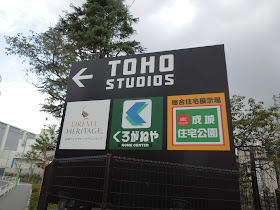 TOHO
STUDIOS
DREXEL
HERITAGE
くろがねや
HOME CENTER
総合住宅展示場
成城
住宅公園